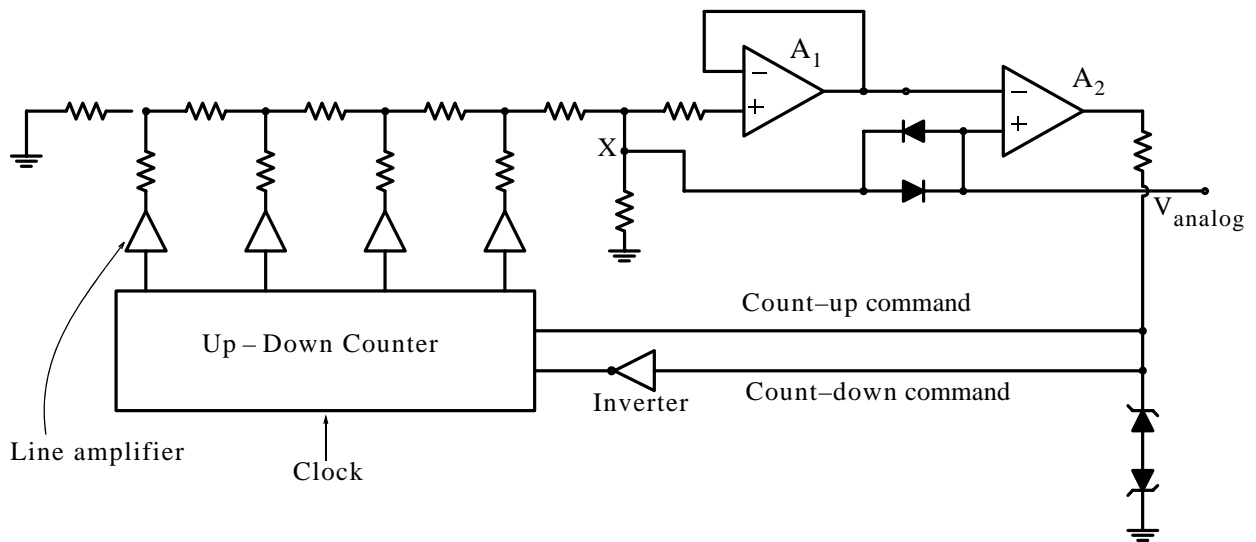 A1
A2
−
+
−
+
X
Vanalog
Count–up command
Up – Down Counter
Count–down command
Inverter
Line amplifier
Clock